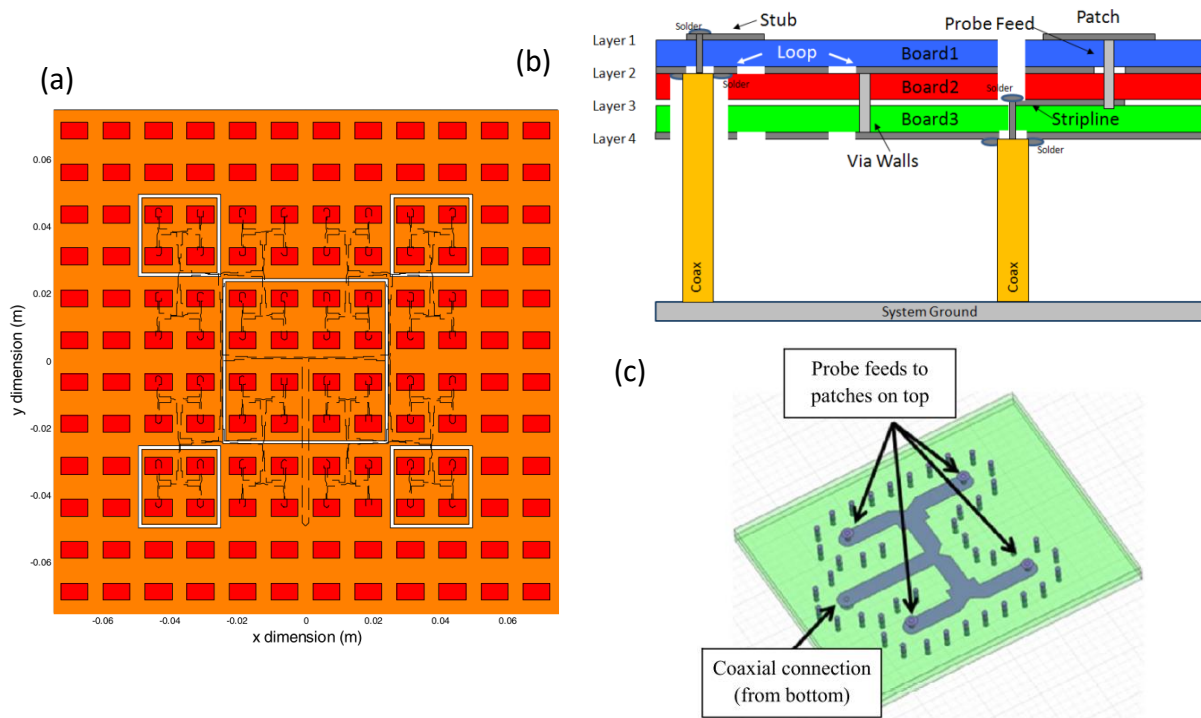 (a)
0.06
0.04
0.02
0
-0.02
-0.04
-0.06
y dimension (m)
-0.06
-0.04
-0.02
0
0.02
0.04
0.06
x dimension (m)
(b)
Solder
Stub
Probe
Feed
Patch
Layer 1
Loop
Board1
Layer 2
Solder
Board2
Solder
Layer 3
Board3
Stripline
Layer 4
Via Walls
Solder
Coax
Coax
System Ground
(c)
Probe feeds to
patches on top
Coaxial connection
(from bottom)